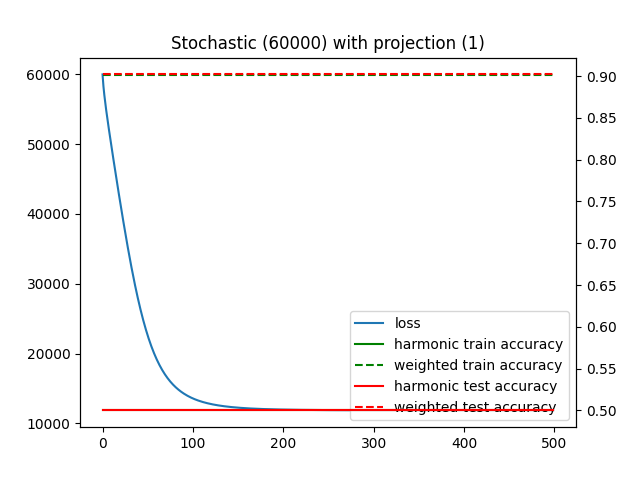 Stochastic (60000) with projection (1)
60000
50000
40000
30000
20000
10000
0.90
0.85
0.80
0.75
0.70
0.65
0.60
0.55
0.50
loss
harmonic train accuracy
weighted train accuracy
harmonic test accuracy
weighted test accuracy
0 100 200 300 400 500